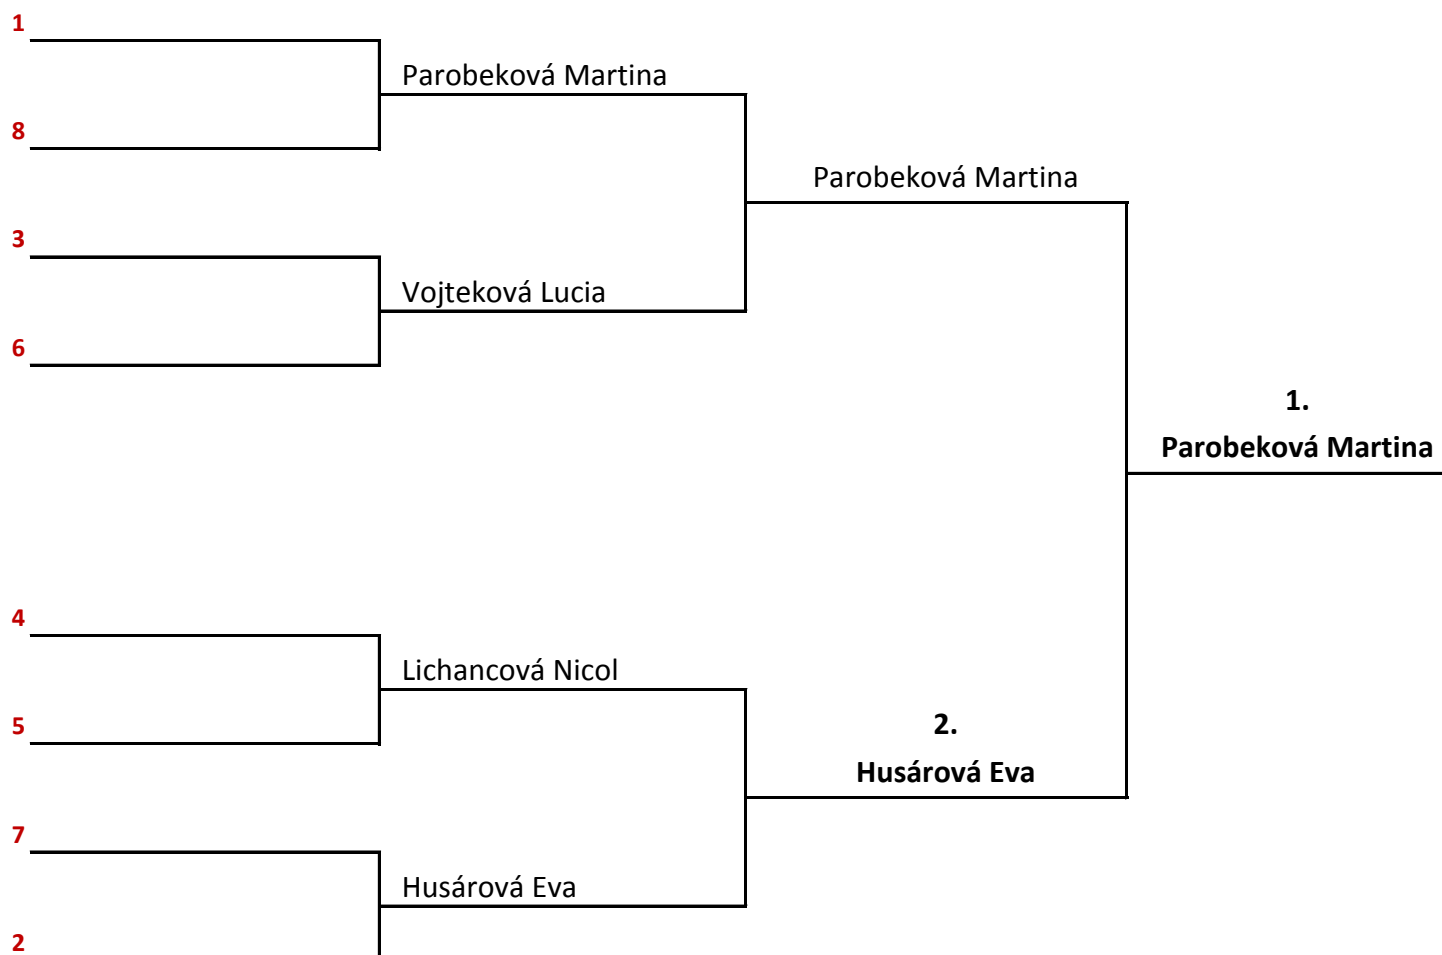 1
Parobeková Martina
8
Parobeková Martina
3
Vojteková Lucia
6
1.
Parobeková Martina
4
Lichancová Nicol
5
2.
Husárová Eva
7
Husárová Eva
2